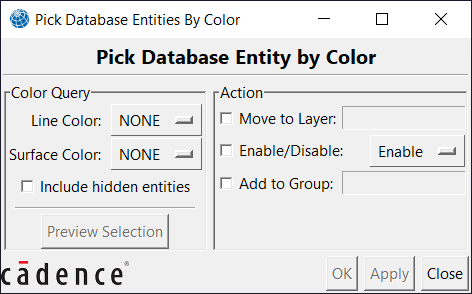 Pick Database Entities By Color
Pick Database Entity by Color
Color Query
Line Color: NONE
Surface Color: NONE
Include hidden entities
Preview Selection
Action
Move to Layer:
Enable/Disable: Enable
Add to Group:
cādence®
OK Apply Close